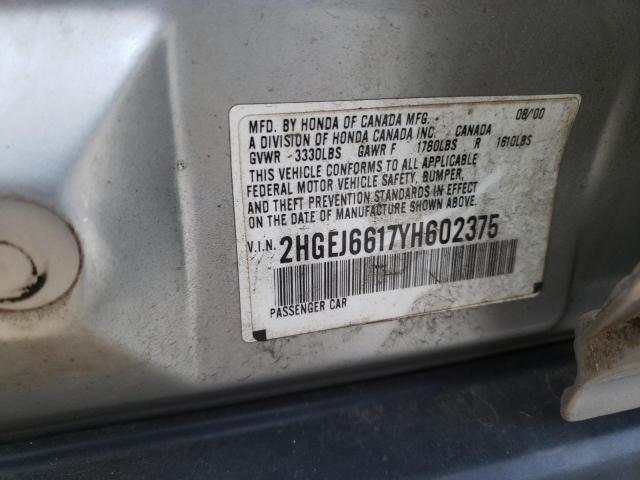 MFD. BY HONDA OF CANADA MFG. 08/00
A DIVISION OF HONDA CANADA INC. CANADA
GVWR 3330LBS GAWR F 1760LBS R 1610LBS
THIS VEHICLE CONFORMS TO ALL APPLICABLE
FEDERAL MOTOR VEHICLE SAFETY, BUMPER,
AND THEFT PREVENTION STANDARDS IN EFFECT
ON THE DATE OF MANUFACTURE SHOWN ABOVE.
V.I.N. 2HGEJ6617YH602375
PASSENGER CAR